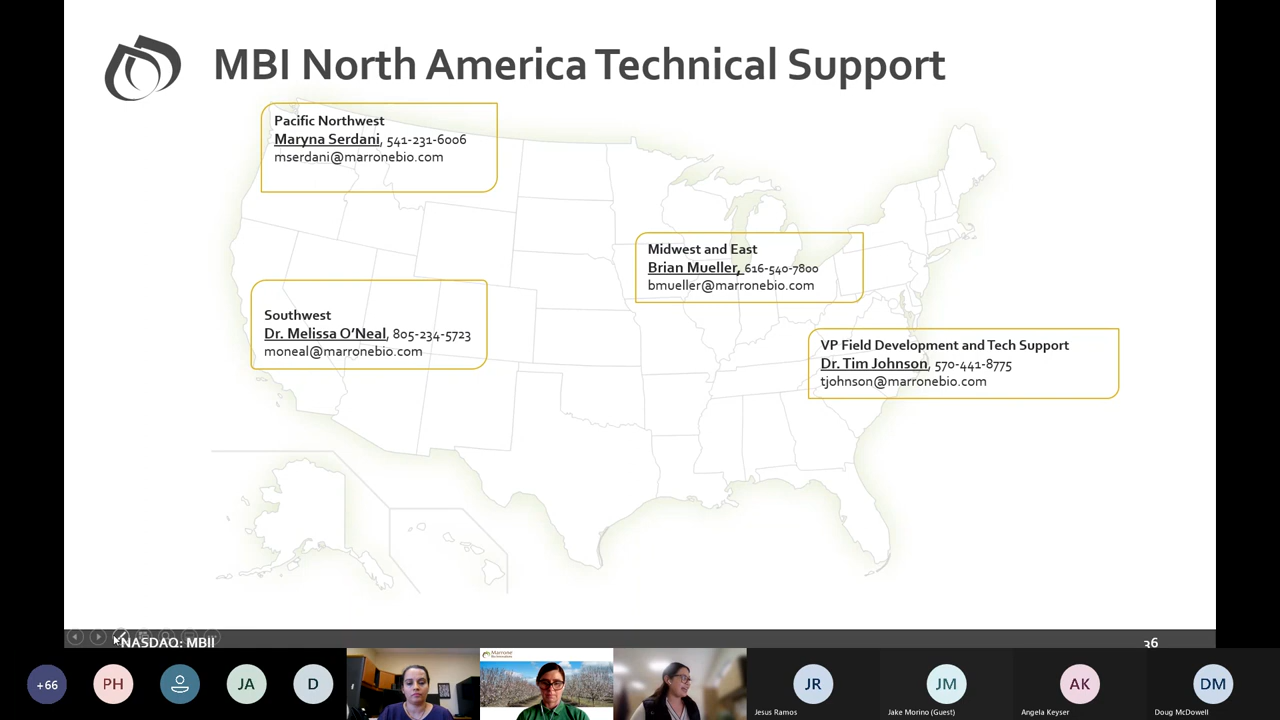 MBI North America Technical Support
Pacific Northwest
Maryna Serdani, 541-231-6006
mserdani@marronebio.com
Midwest and East
Brian Mueller, 616-540-7800
bmueller@marronebio.com
Southwest
Dr. Melissa O'Neal, 805-234-5723
moneal@marronebio.com
VP Field Development and Tech Support
Dr. Tim Johnson, 570-441-8775
tjohnson@marronebio.com
NASDAQ: MBII
36
+66
PH
JA
D
Marrone
JR
Jesus Ramos
JM
Jake Morino (Guest)
AK
Angela Keyser
DM
Doug McDowell